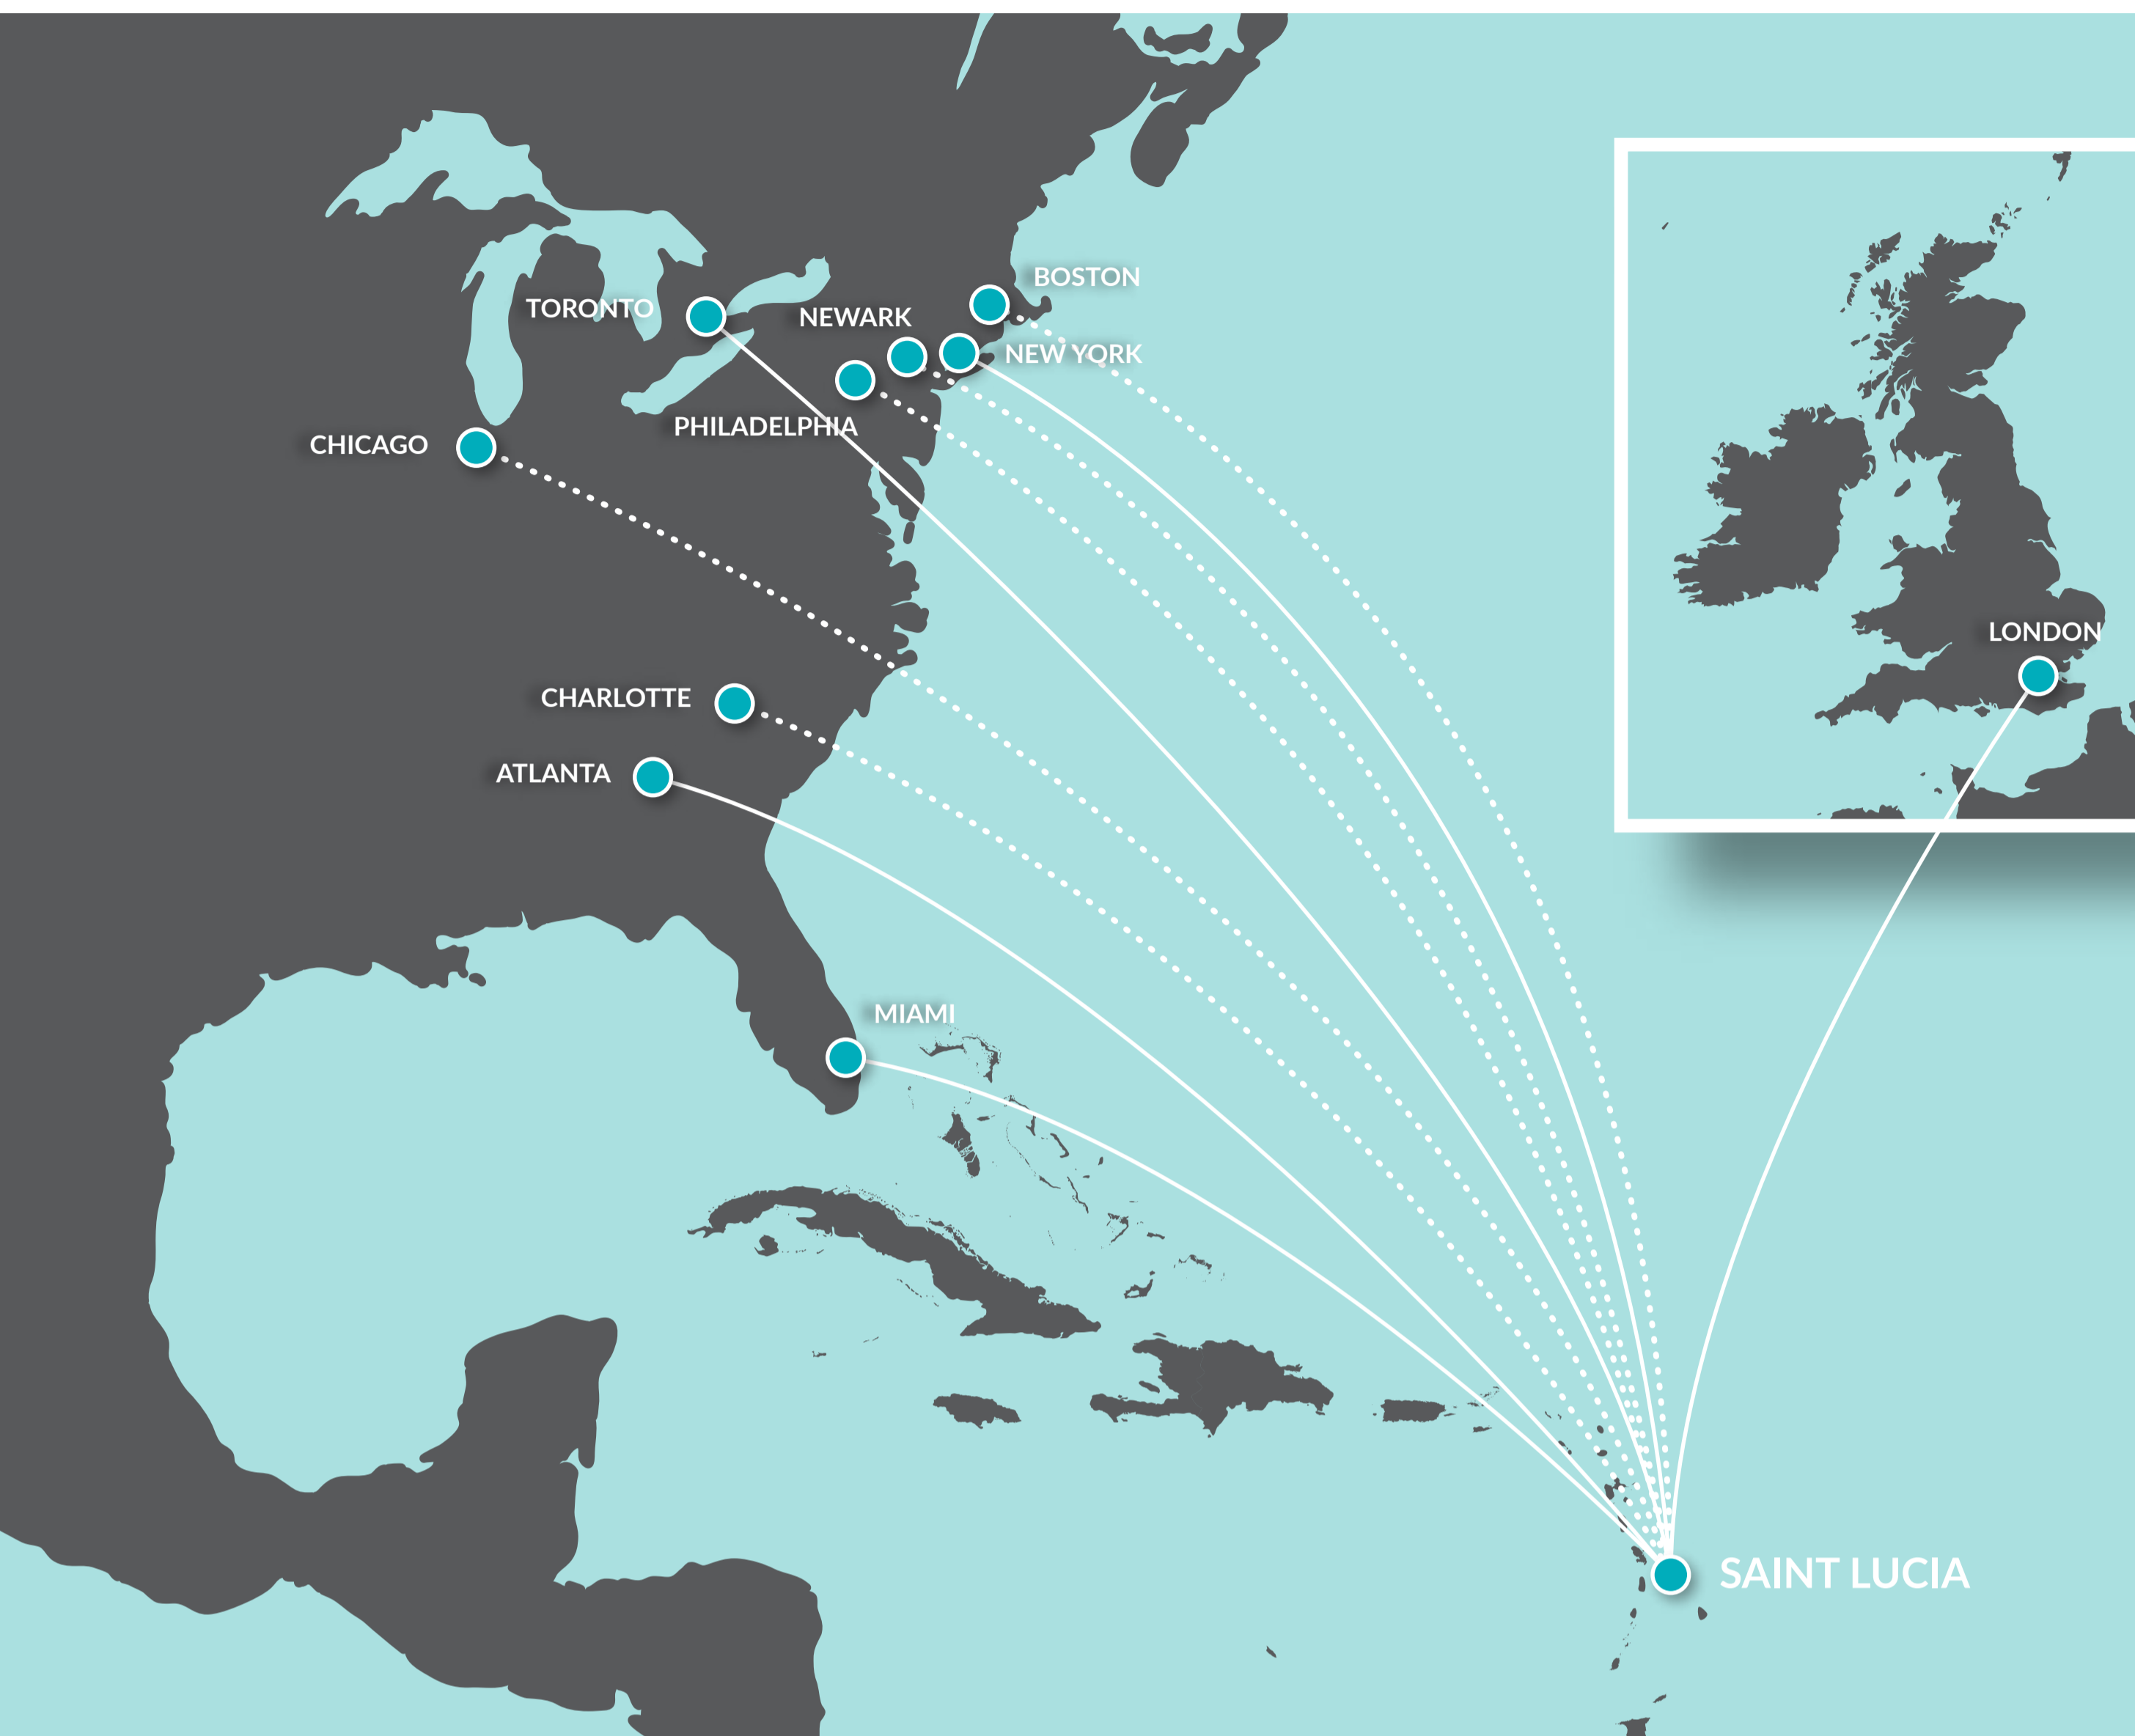 BOSTON
TORONTO
NEWARK
NEW YORK
PHILADELPHIA
CHICAGO
LONDON
CHARLOTTE
ATLANTA
MIAMI
SAINT LUCIA